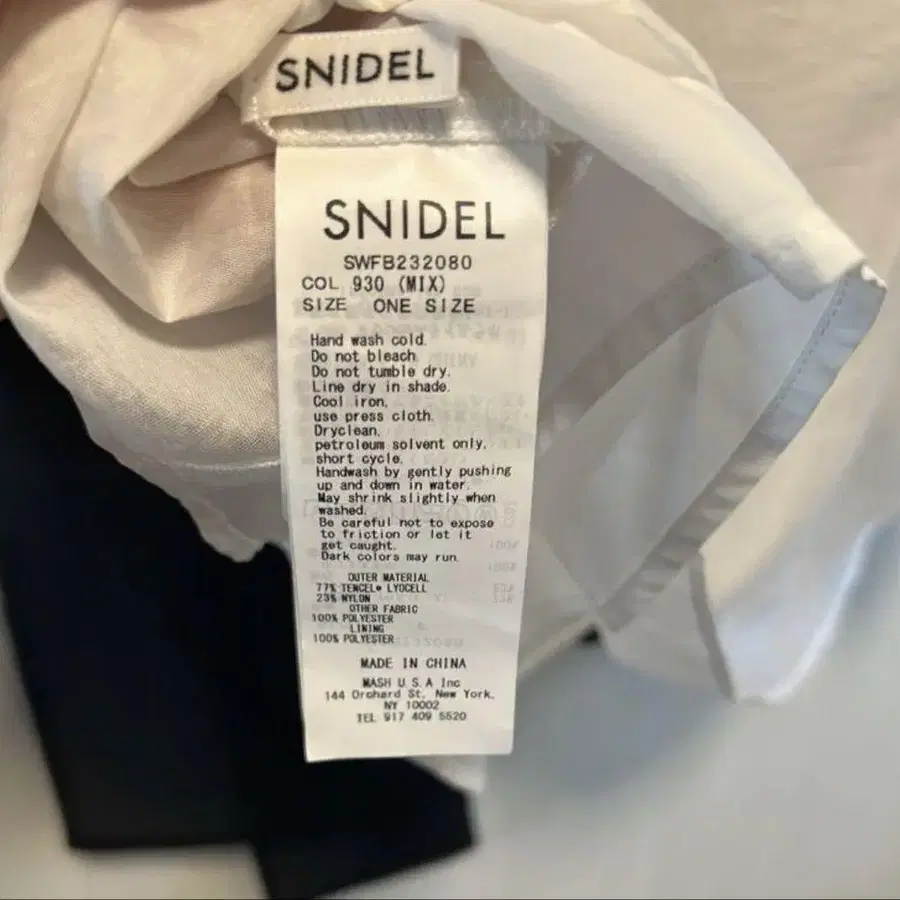 SNIDEL
SNIDEL
SWFB232080
COL 930 (MIX)
SIZE ONE SIZE
Hand wash cold.
Do not bleach.
Do not tumble dry.
Line dry in shade.
Cool iron,
use press cloth.
Dryclean,
petroleum solvent only,
short cycle.
Handwash by gently pushing
up and down in water.
May shrink slightly when
washed.
Be careful not to expose
to friction or let it
get caught.
Dark colors may run.
OUTER MATERIAL
77% TENCEL® LYOCELL
23% NYLON
OTHER FABRIC
100% POLYESTER
LINING
100% POLYESTER
MADE IN CHINA
MASH U.S.A Inc
144 Orchard St, New York,
NY 10002
TEL 917 409 5520